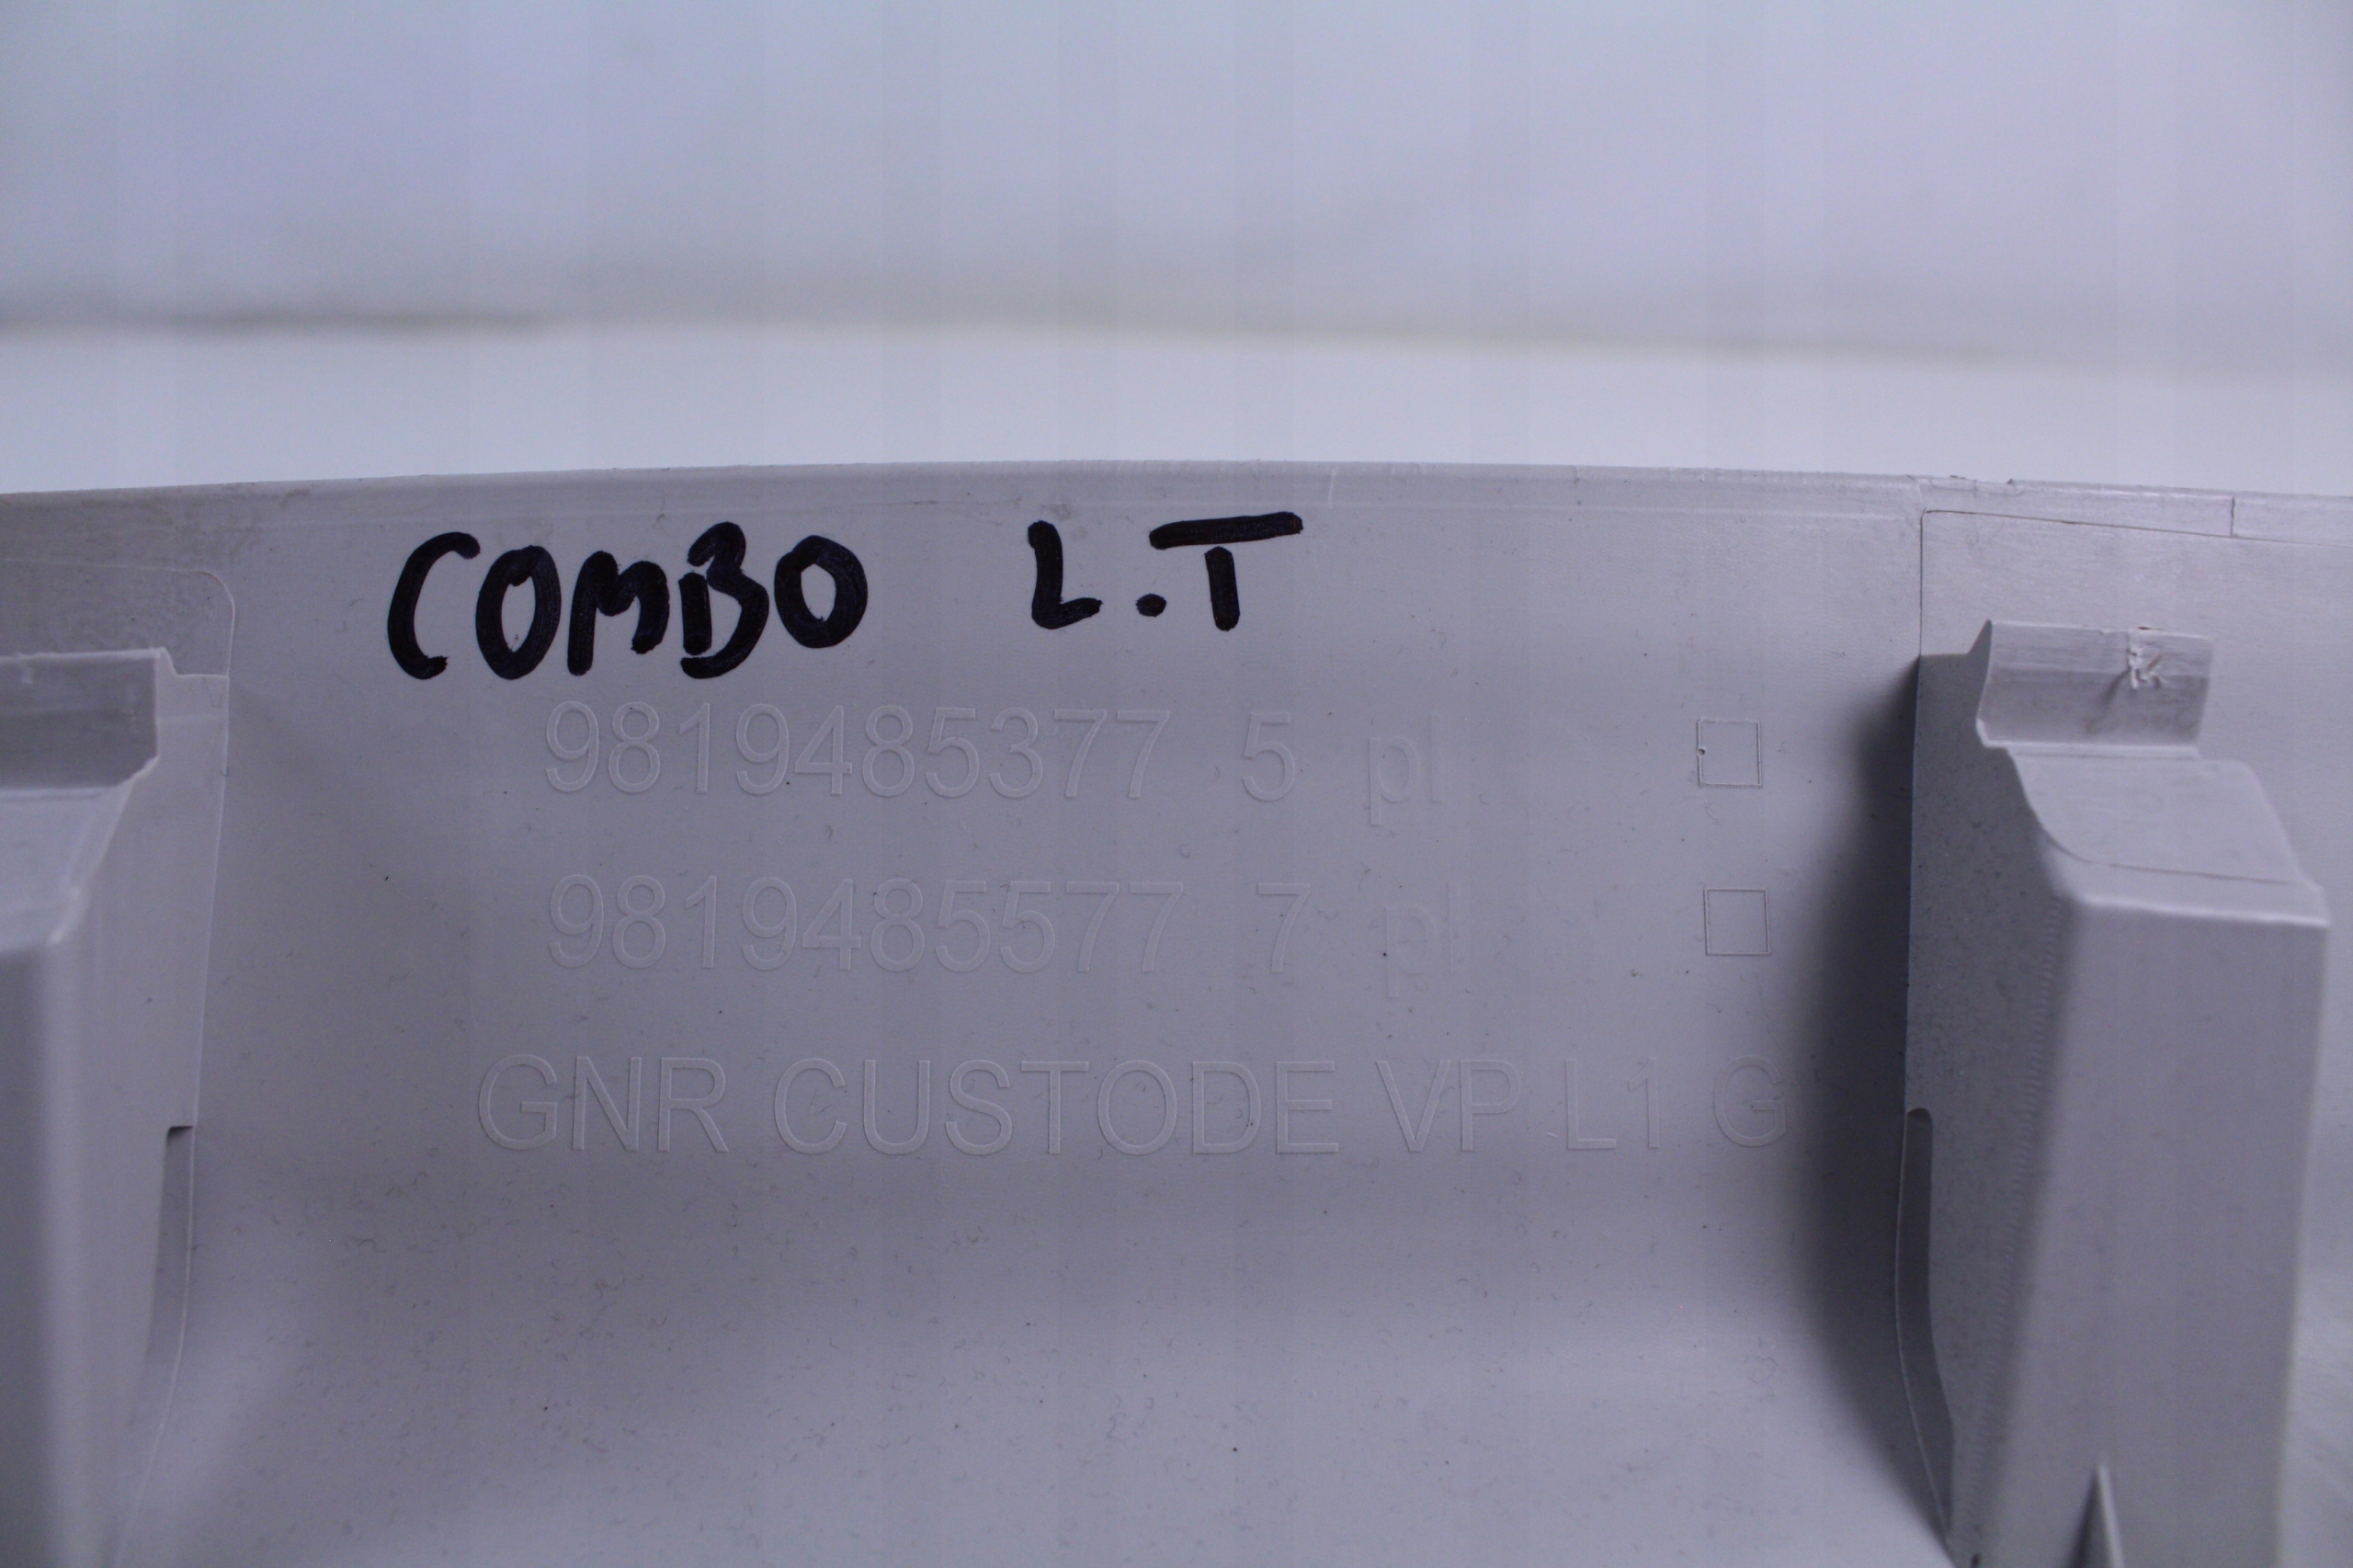 COMBO L.T
9819485377 5 pl
9819485577 7 pl
GNR CUSTODE VP L1 G